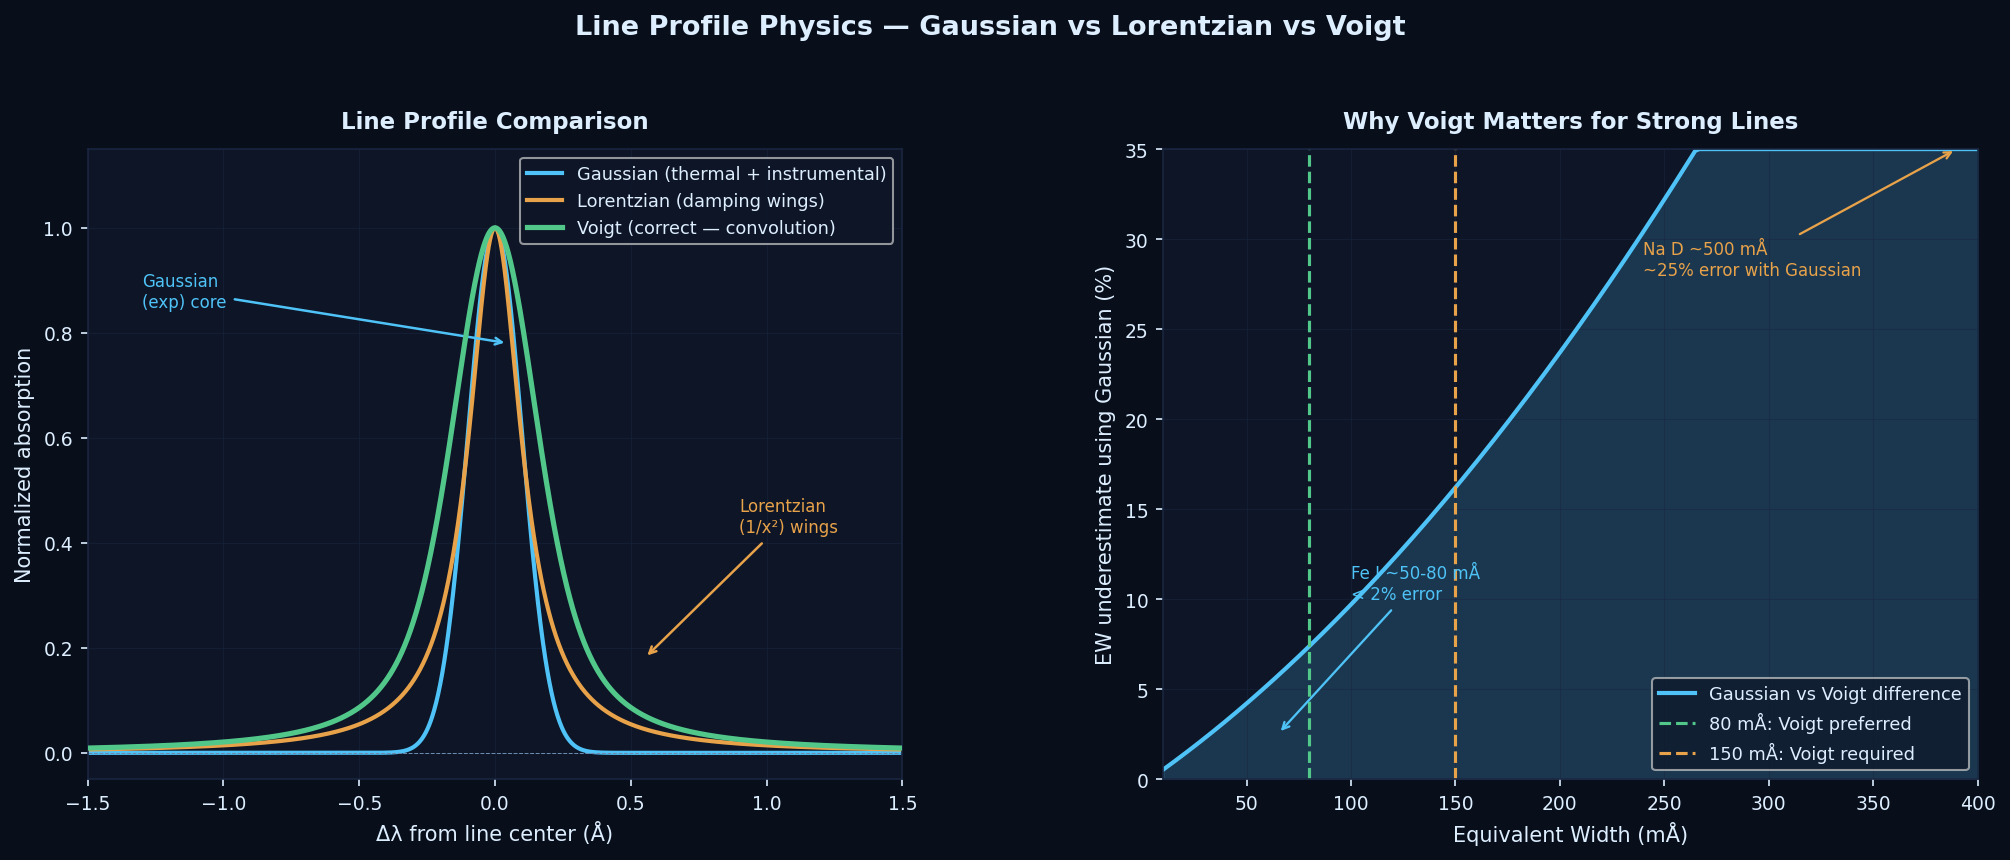 Line Profile Physics — Gaussian vs Lorentzian vs Voigt
Line Profile Comparison
Normalized absorption
1.0
0.8
0.6
0.4
0.2
0.0
Gaussian (thermal + instrumental)
Lorentzian (damping wings)
Voigt (correct — convolution)
Gaussian
(exp) core
Lorentzian
(1/x²) wings
−1.5
−1.0
−0.5
0.0
0.5
1.0
1.5
Δλ from line center (Å)
Why Voigt Matters for Strong Lines
EW underestimate using Gaussian (%)
35
30
25
20
15
10
5
0
Na D ~500 mÅ
~25% error with Gaussian
Fe I ~50-80 mÅ
< 2% error
Gaussian vs Voigt difference
80 mÅ: Voigt preferred
150 mÅ: Voigt required
50
100
150
200
250
300
350
400
Equivalent Width (mÅ)